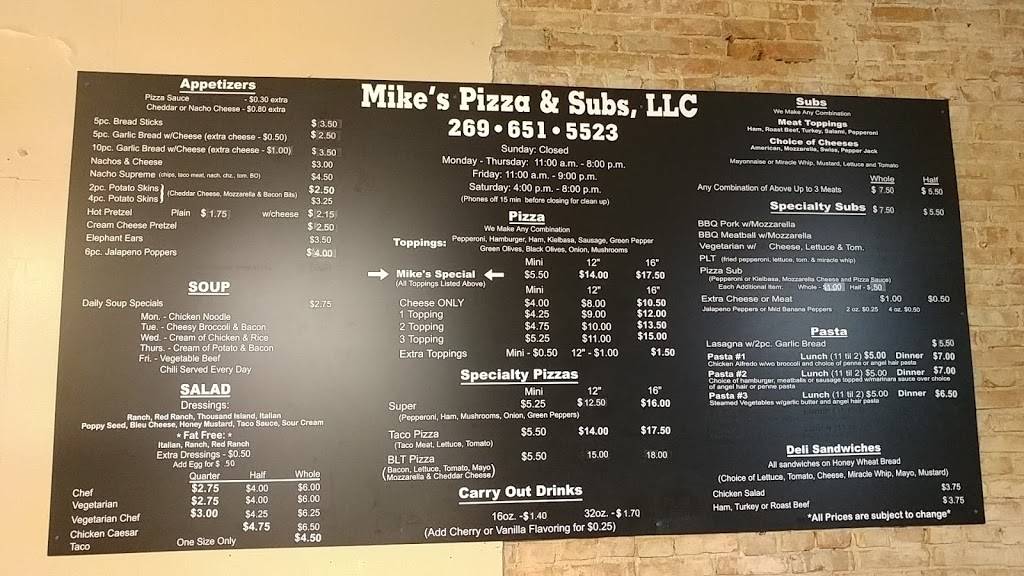 Appetizers
Pizza Sauce - $0.30 extra
Cheddar or Nacho Cheese - $0.80 extra
5pc. Bread Sticks $ 3.50
5pc. Garlic Bread w/Cheese (extra cheese - $0.50) $ 2.50
10pc. Garlic Bread w/Cheese (extra cheese - $1.00) $ 3.50
Nachos & Cheese $3.00
Nacho Supreme (chips, taco meat, nach. chz., tom. BO) $4.50
2pc. Potato Skins $2.50
4pc. Potato Skins (Cheddar Cheese, Mozzarella & Bacon Bits) $3.25
Hot Pretzel Plain $ 1.75 w/cheese $ 2.15
Cream Cheese Pretzel $ 2.50
Elephant Ears $3.50
6pc. Jalapeno Poppers $4.00
SOUP
Daily Soup Specials $2.75
Mon. - Chicken Noodle
Tue. - Cheesy Broccoli & Bacon
Wed. - Cream of Chicken & Rice
Thurs. - Cream of Potato & Bacon
Fri. - Vegetable Beef
Chili Served Every Day
SALAD
Dressings:
Ranch, Red Ranch, Thousand Island, Italian
Poppy Seed, Bleu Cheese, Honey Mustard, Taco Sauce, Sour Cream
* Fat Free: *
Italian, Ranch, Red Ranch
Extra Dressings - $0.50
Add Egg for $ .50
Quarter Half Whole
Chef $2.75 $4.00 $6.00
Vegetarian $2.75 $4.00 $6.00
Vegetarian Chef $3.00 $4.25 $6.25
Chicken Caesar $4.75 $6.50
Taco One Size Only $4.50
Mike's Pizza & Subs, LLC
269•651•5523
Sunday: Closed
Monday - Thursday: 11:00 a.m. - 8:00 p.m.
Friday: 11:00 a.m. - 9:00 p.m.
Saturday: 4:00 p.m. - 8:00 p.m.
(Phones off 15 min before closing for clean up)
Pizza
We Make Any Combination
Toppings: Pepperoni, Hamburger, Ham, Kielbasa, Sausage, Green Pepper
Green Olives, Black Olives, Onion, Mushrooms
Mini 12" 16"
Mike's Special $5.50 $14.00 $17.50
(All Toppings Listed Above)
Mini 12" 16"
Cheese ONLY $4.00 $8.00 $10.50
1 Topping $4.25 $9.00 $12.00
2 Topping $4.75 $10.00 $13.50
3 Topping $5.25 $11.00 $15.00
Extra Toppings Mini - $0.50 12" - $1.00 $1.50
Specialty Pizzas
Mini 12" 16"
Super $5.25 $12.50 $16.00
(Pepperoni, Ham, Mushrooms, Onion, Green Peppers)
Taco Pizza $5.50 $14.00 $17.50
(Taco Meat, Lettuce, Tomato)
BLT Pizza $5.50 15.00 18.00
(Bacon, Lettuce, Tomato, Mayo
Mozzarella & Cheddar Cheese)
Carry Out Drinks
16oz. -$1.40 32oz. -$ 1.70
(Add Cherry or Vanilla Flavoring for $0.25)
Subs
We Make Any Combination
Meat Toppings
Ham, Roast Beef, Turkey, Salami, Pepperoni
Choice of Cheeses
American, Mozzarella, Swiss, Pepper Jack
Mayonnaise or Miracle Whip, Mustard, Lettuce and Tomato
Whole Half
Any Combination of Above Up to 3 Meats $ 7.50 $ 5.50
Specialty Subs $ 7.50 $ 5.50
BBQ Pork w/Mozzarella
BBQ Meatball w/Mozzarella
Vegetarian w/ Cheese, Lettuce & Tom.
PLT (fried pepperoni, lettuce, tom. & miracle whip)
Pizza Sub
(Pepperoni or Kielbasa, Mozzarella Cheese and Pizza Sauce)
Each Additional Item: Whole - $1.00 Half - $.50
Extra Cheese or Meat $1.00 $0.50
Jalapeno Peppers or Mild Banana Peppers 2 oz. $0.25 4 oz. $0.50
Pasta
Lasagna w/2pc. Garlic Bread $ 5.50
Pasta #1 Lunch (11 til 2) $5.00 Dinner $7.00
Chicken Alfredo w/wo broccoli and choice of penne or angel hair pasta
Pasta #2 Lunch (11 til 2) $5.00 Dinner $7.00
Choice of hamburger, meatballs or sausage topped w/marinara sauce over choice
of angel hair or penne pasta
Pasta #3 Lunch (11 til 2) $5.00 Dinner $6.50
Steamed Vegetables w/garlic butter and angel hair pasta
Deli Sandwiches
All sandwiches on Honey Wheat Bread
(Choice of Lettuce, Tomato, Cheese, Miracle Whip, Mayo, Mustard)
Chicken Salad $3.75
Ham, Turkey or Roast Beef $ 3.75
*All Prices are subject to change*